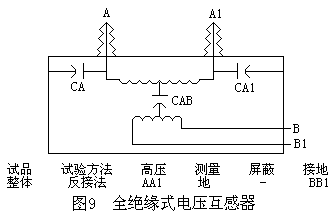 A A1
CA CA1
CAB
B
B1
试品 试验方法 高压 测量 屏蔽 接地
整体 反接法 AA1 地 - BB1
图9 全绝缘式电压互感器